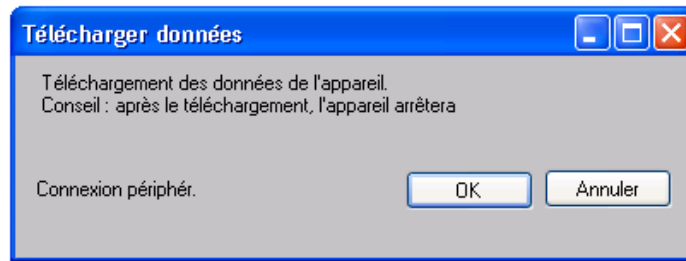 Télécharger données
Téléchargement des données de l'appareil.
Conseil : après le téléchargement, l'appareil arrêtera
Connexion périphér.
OK
Annuler